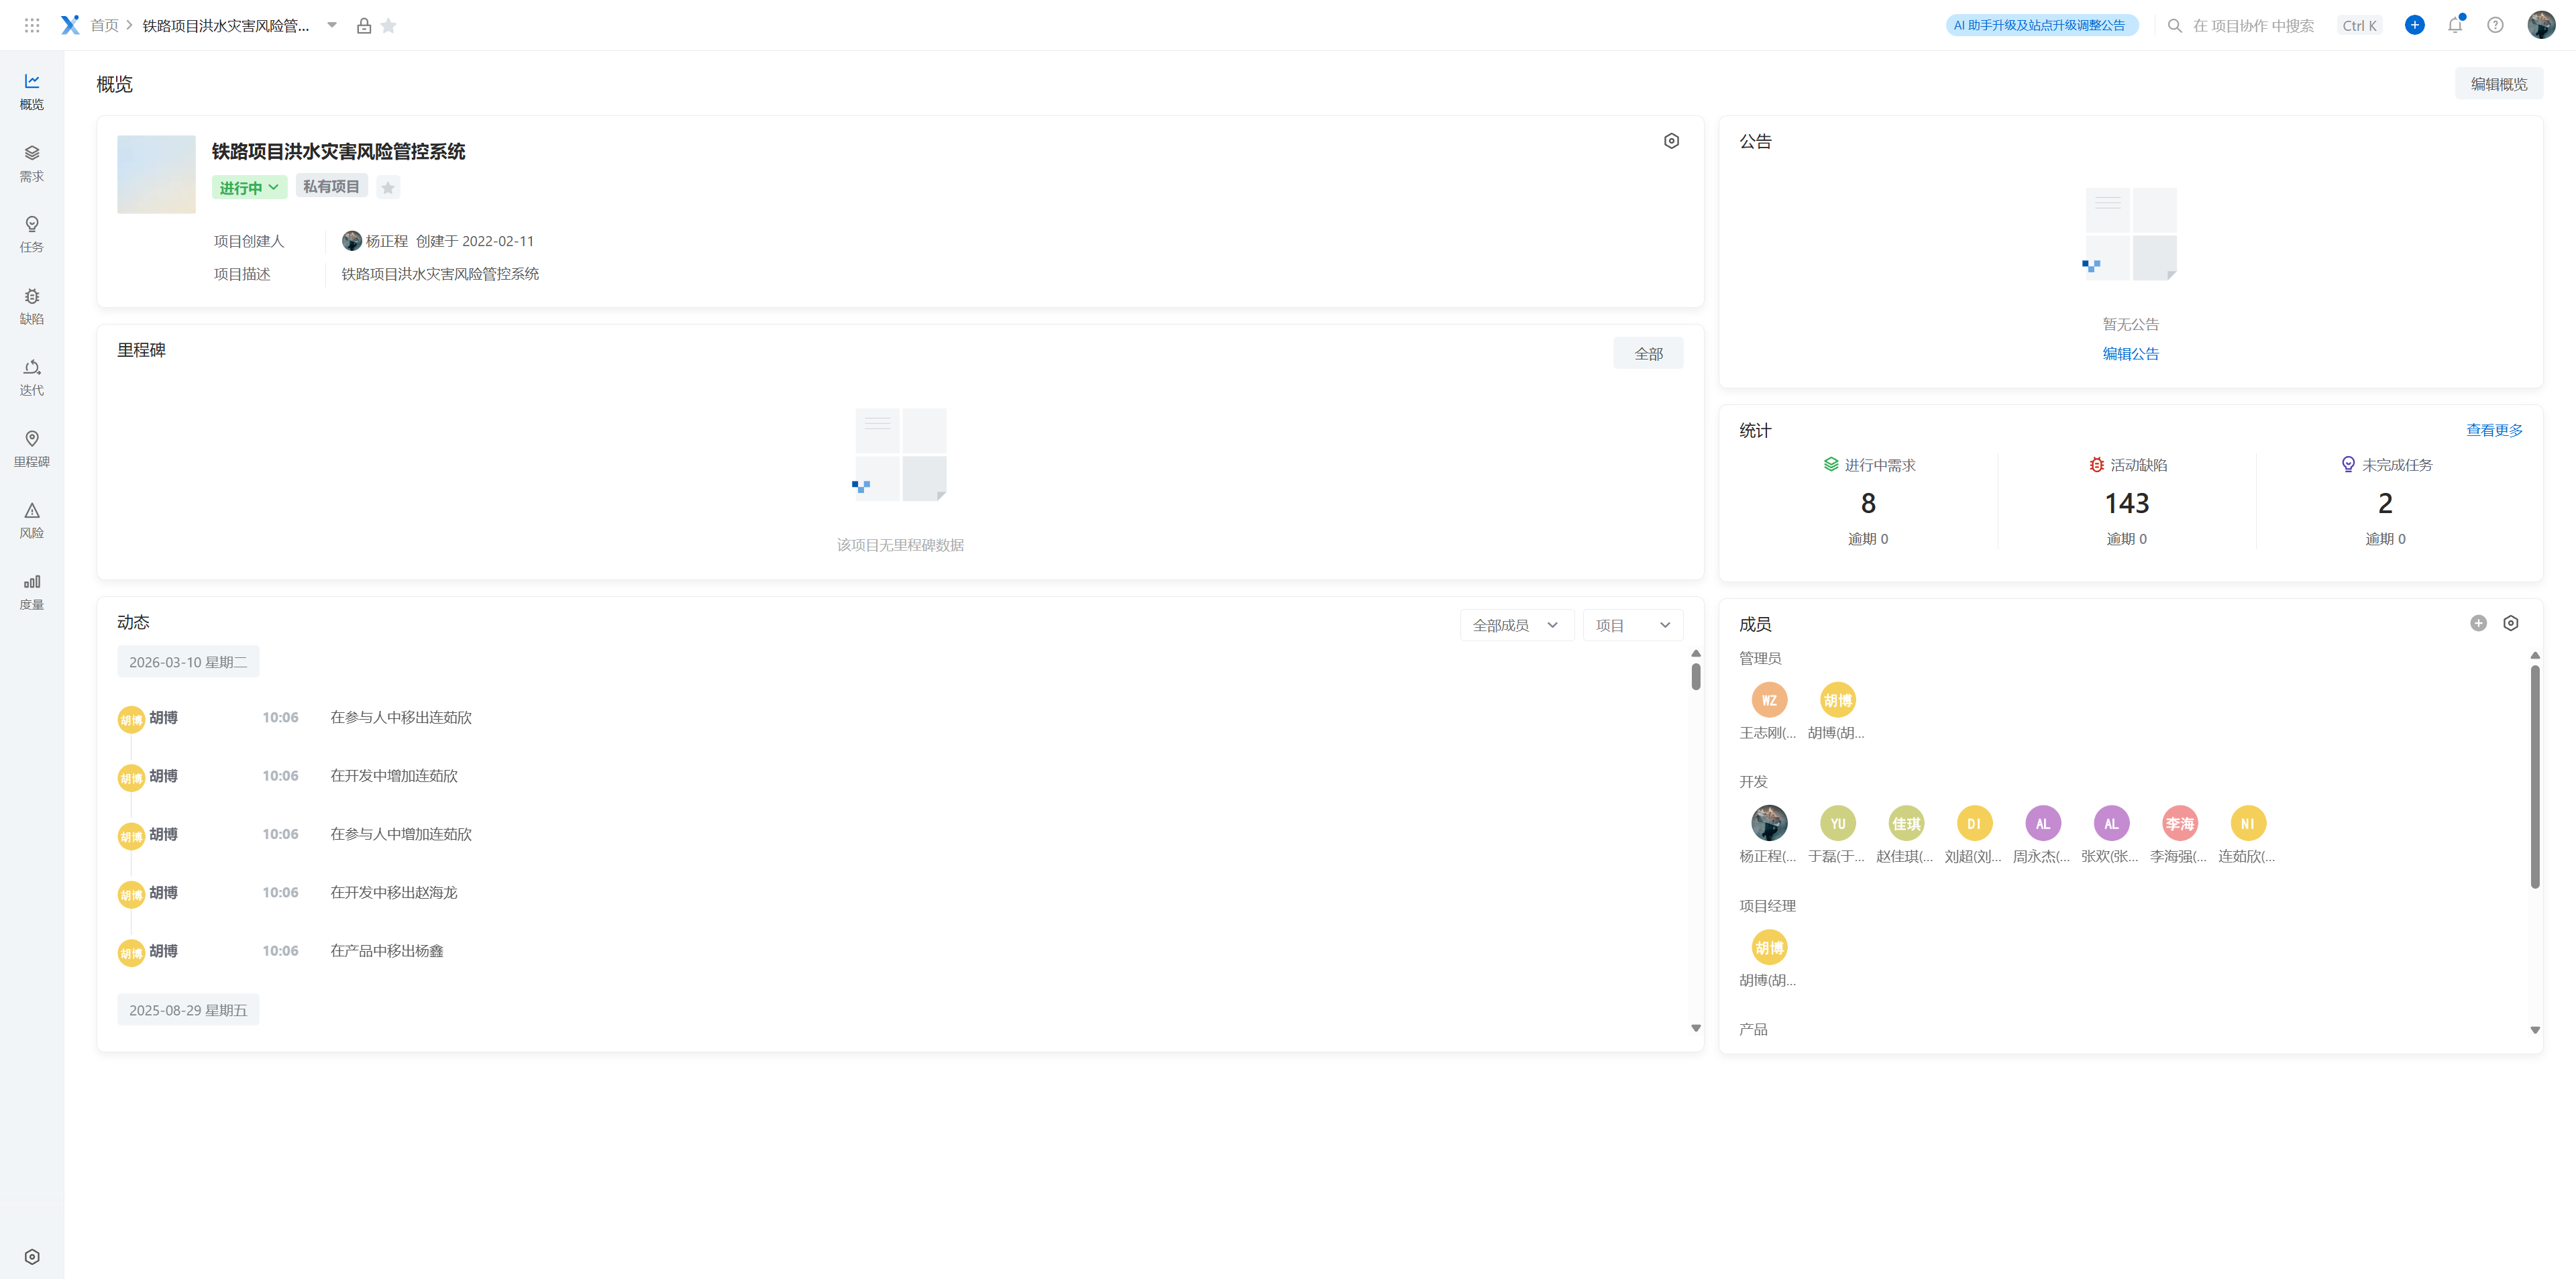 首页 > 铁路项目洪水灾害风险管...
AI 助手升级及站点升级调整公告
在 项目协作 中搜索 Ctrl K
概览
需求
任务
缺陷
迭代
里程碑
风险
度量
概览
编辑概览
铁路项目洪水灾害风险管控系统
进行中 私有项目
项目创建人 杨正程 创建于 2022-02-11
项目描述 铁路项目洪水灾害风险管控系统
里程碑
全部
该项目无里程碑数据
动态
全部成员 项目
2026-03-10 星期二
胡博 胡博 10:06 在参与人中移出连茹欣
胡博 胡博 10:06 在开发中增加连茹欣
胡博 胡博 10:06 在参与人中增加连茹欣
胡博 胡博 10:06 在开发中移出赵海龙
胡博 胡博 10:06 在产品中移出杨鑫
2025-08-29 星期五
公告
暂无公告
编辑公告
统计
查看更多
进行中需求 活动缺陷 未完成任务
8 143 2
逾期 0 逾期 0 逾期 0
成员
管理员
WZ 胡博
王志刚(... 胡博(胡...
开发
YU 佳琪 DI AL AL 李海 NI
杨正程(... 于磊(于... 赵佳琪(... 刘超(刘... 周永杰(... 张欢(张... 李海强(... 连茹欣(...
项目经理
胡博
胡博(胡...
产品